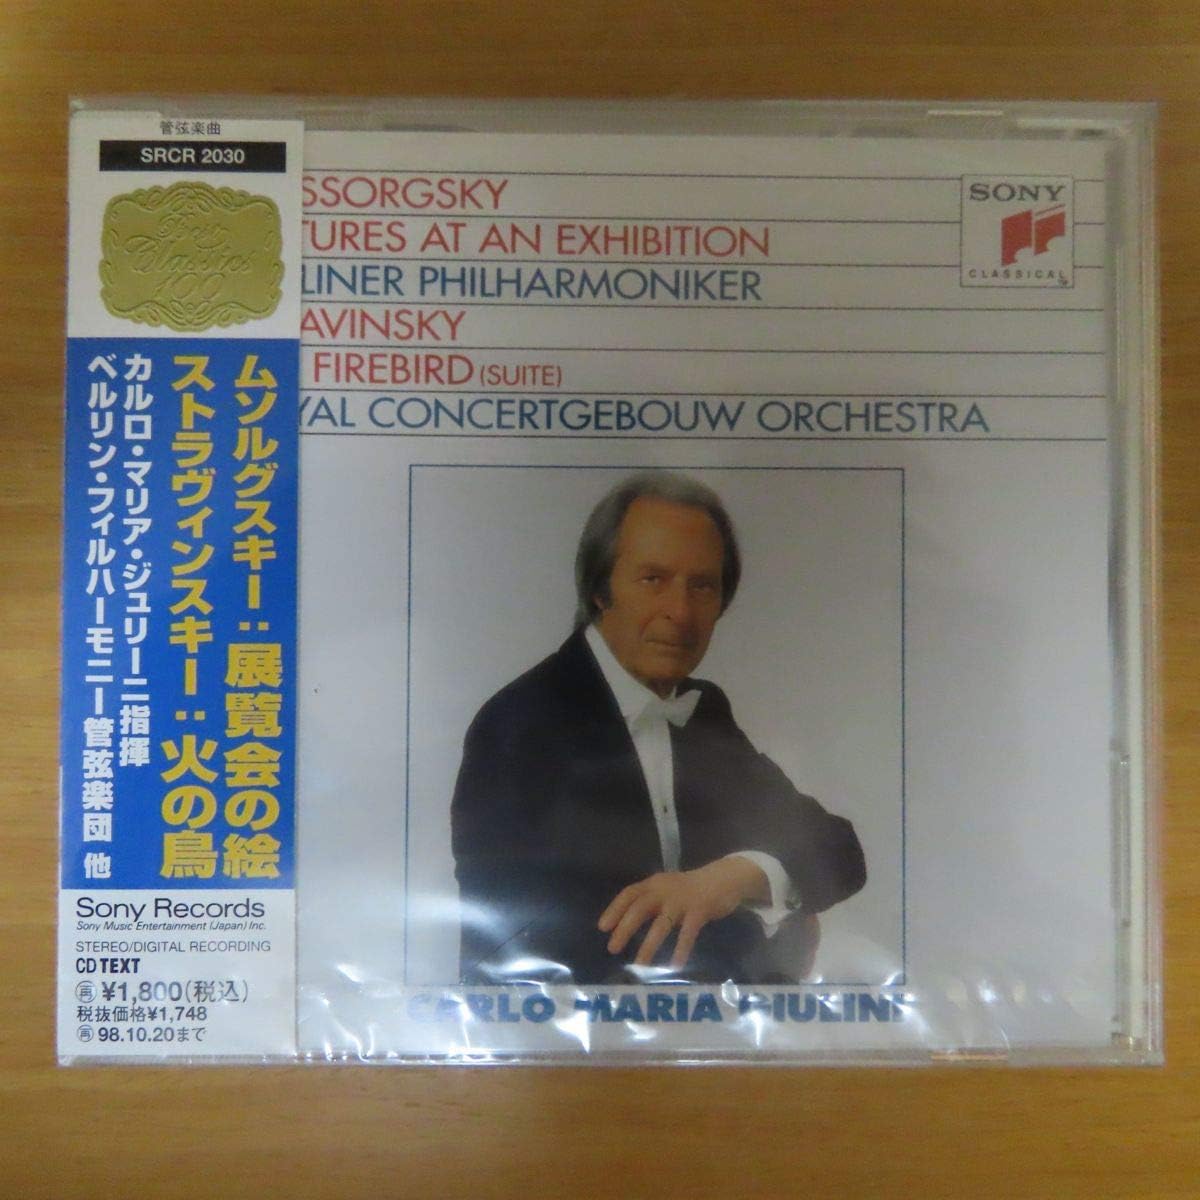 管弦楽曲
SRCR 2030
Best
Classics
100
ムソルグスキー：展覧会の絵
ストラヴィンスキー：火の鳥
カルロ・マリア・ジュリーニ指揮
ベルリン・フィルハーモニー管弦楽団 他
Sony Records
Sony Music Entertainment (Japan) Inc.
STEREO/DIGITAL RECORDING
CD TEXT
再 ¥1,800(税込)
税抜価格¥1,748
再 98.10.20まで
SSORGSKY
TURES AT AN EXHIBITION
LINER PHILHARMONIKER
AVINSKY
FIREBIRD (SUITE)
YAL CONCERTGEBOUW ORCHESTRA
SONY
CLASSICAL
CARLO MARIA GIULINI